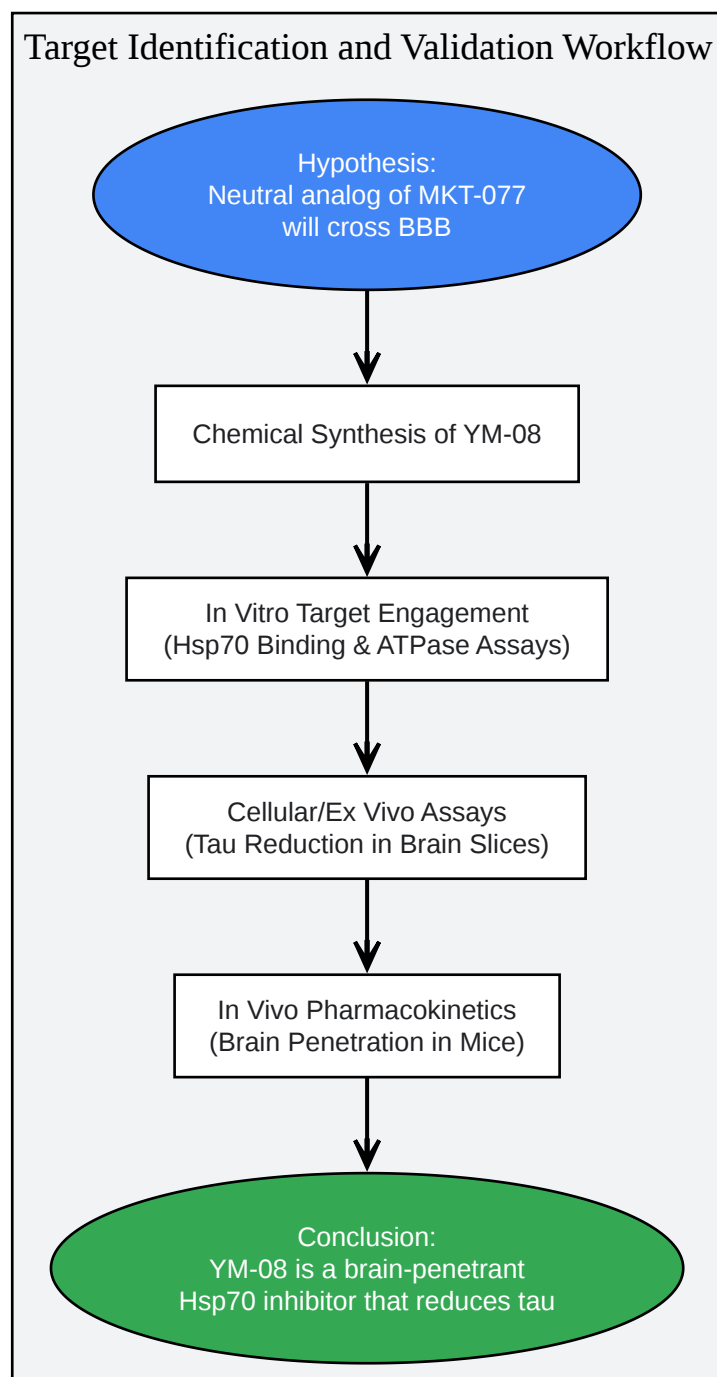 Target Identification and Validation Workflow
Hypothesis:
Neutral analog of MKT-077
will cross BBB
Chemical Synthesis of YM-08
In Vitro Target Engagement
(Hsp70 Binding & ATPase Assays)
Cellular/Ex Vivo Assays
(Tau Reduction in Brain Slices)
In Vivo Pharmacokinetics
(Brain Penetration in Mice)
Conclusion:
YM-08 is a brain-penetrant
Hsp70 inhibitor that reduces tau